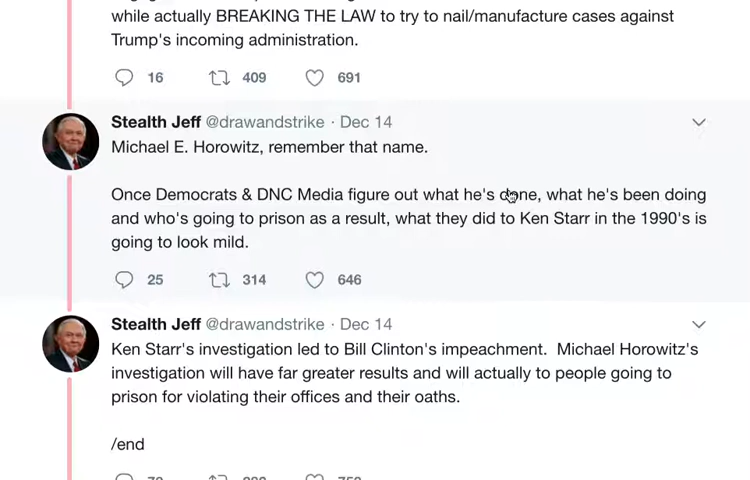 while actually BREAKING THE LAW to try to nail/manufacture cases against
Trump's incoming administration.
16 409 691
Stealth Jeff @drawandstrike · Dec 14
Michael E. Horowitz, remember that name.
Once Democrats & DNC Media figure out what he's done, what he's been doing
and who's going to prison as a result, what they did to Ken Starr in the 1990's is
going to look mild.
25 314 646
Stealth Jeff @drawandstrike · Dec 14
Ken Starr's investigation led to Bill Clinton's impeachment. Michael Horowitz's
investigation will have far greater results and will actually to people going to
prison for violating their offices and their oaths.
/end